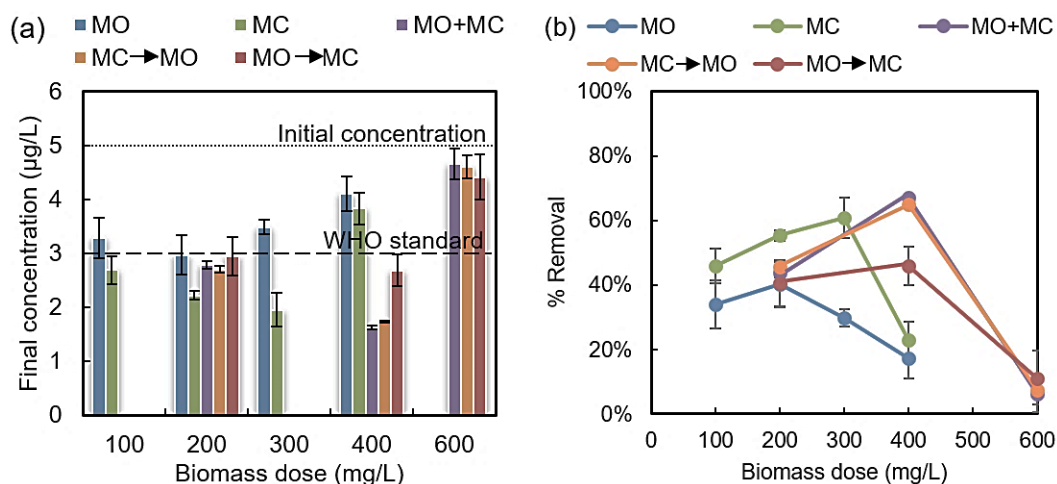 (a) MO MC MO+MC
MC→MO MO→MC
Final concentration (µg/L)
6
5
4
3
2
1
0
Initial concentration
WHO standard
100 200 300 400 600
Biomass dose (mg/L)
(b) MO MC MO+MC
MC→MO MO→MC
% Removal
100%
80%
60%
40%
20%
0%
0 100 200 300 400 500 600
Biomass dose (mg/L)